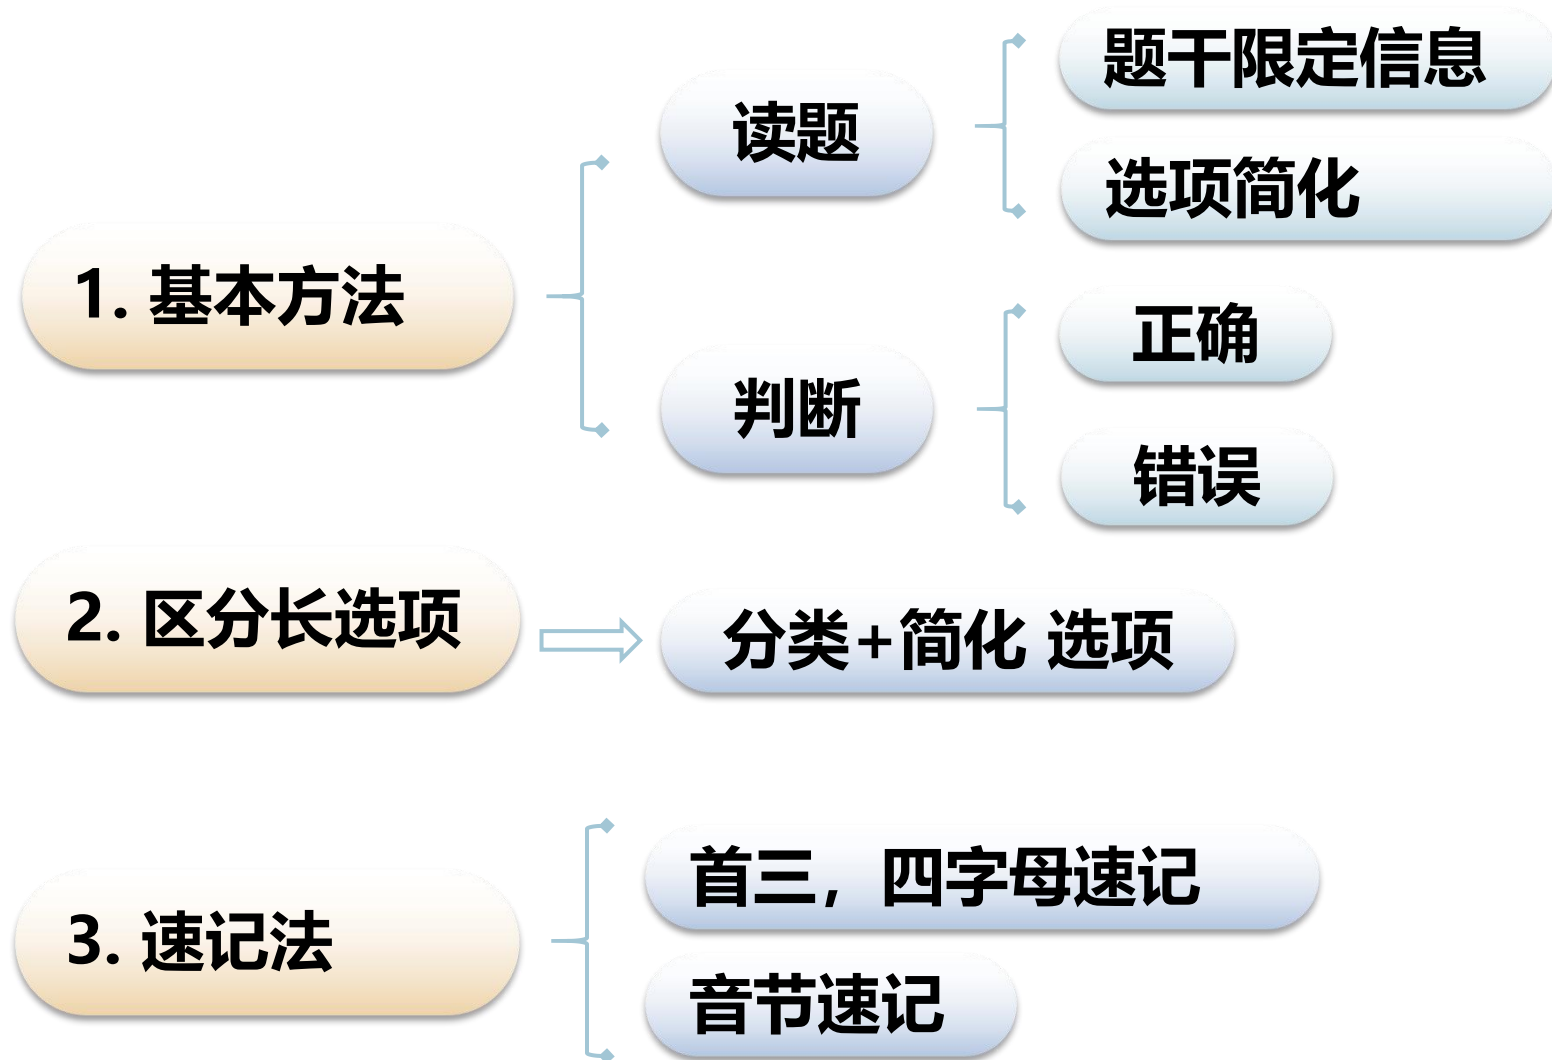 题干限定信息
读题
选项简化
1. 基本方法
正确
判断
错误
2. 区分长选项
分类+简化 选项
首三，四字母速记
3. 速记法
音节速记